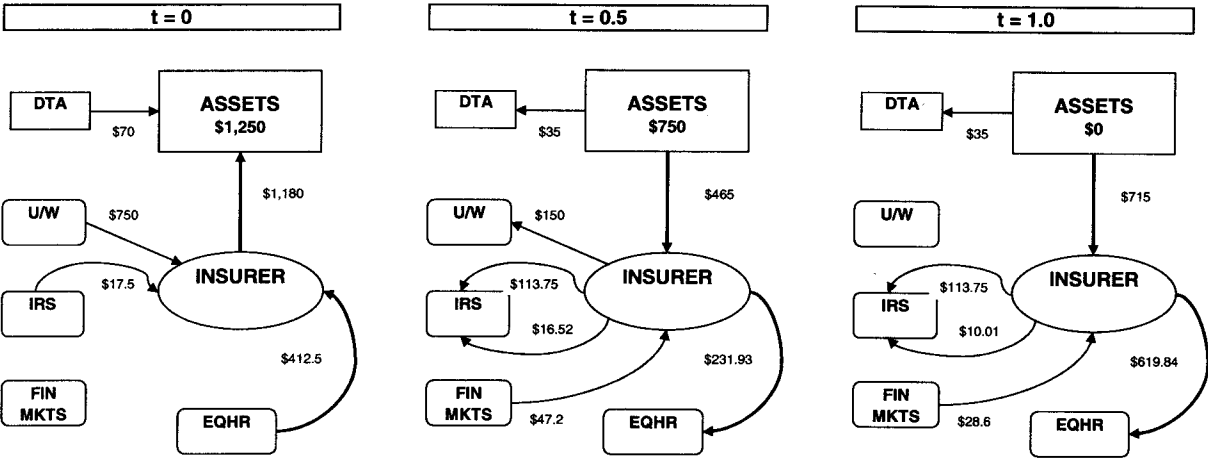 t = 0
DTA
ASSETS
$1,250
$70
$1,180
U/W
$750
INSURER
$17.5
IRS
$412.5
FIN
MKTS
EQHR
t = 0.5
DTA
ASSETS
$750
$35
$465
U/W
$150
INSURER
$113.75
IRS
$16.52
$231.93
FIN
MKTS
$47.2
EQHR
t = 1.0
DTA
ASSETS
$0
$35
$715
U/W
INSURER
$113.75
IRS
$10.01
$619.84
FIN
MKTS
$28.6
EQHR